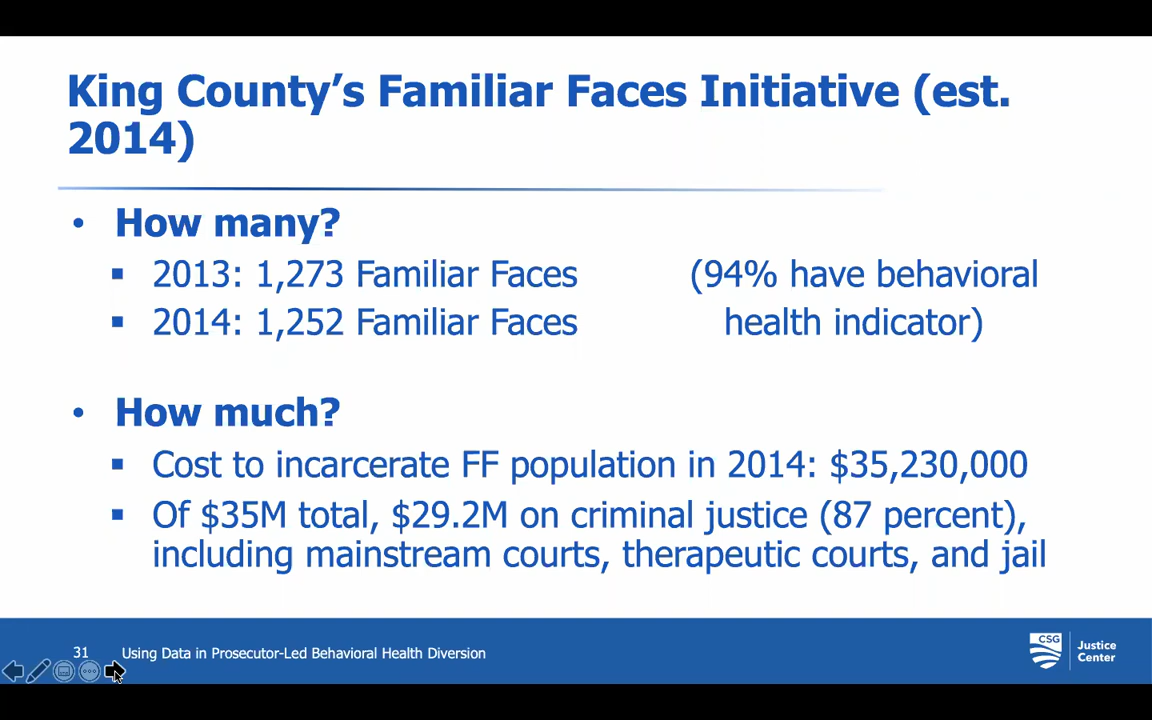 King County’s Familiar Faces Initiative (est.
2014)
• How many?
▪ 2013: 1,273 Familiar Faces (94% have behavioral
▪ 2014: 1,252 Familiar Faces health indicator)
• How much?
▪ Cost to incarcerate FF population in 2014: $35,230,000
▪ Of $35M total, $29.2M on criminal justice (87 percent),
including mainstream courts, therapeutic courts, and jail
31 Using Data in Prosecutor-Led Behavioral Health Diversion
CSG Justice
Center